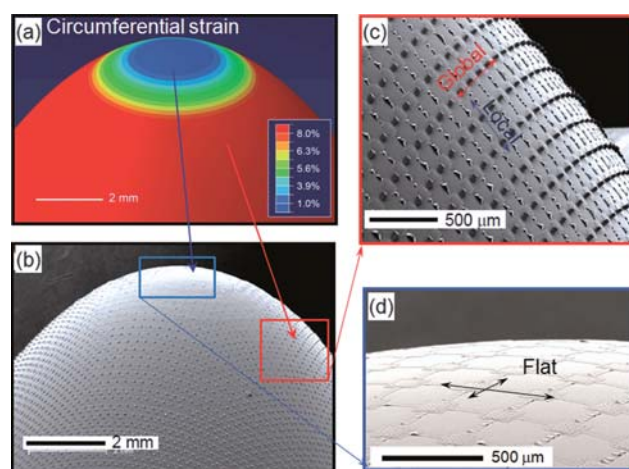 (a)
Circumferential strain
8.0%
6.3%
5.6%
3.9%
1.0%
2 mm
(b)
2 mm
(c)
Global
Local
500 μm
(d)
Flat
500 μm